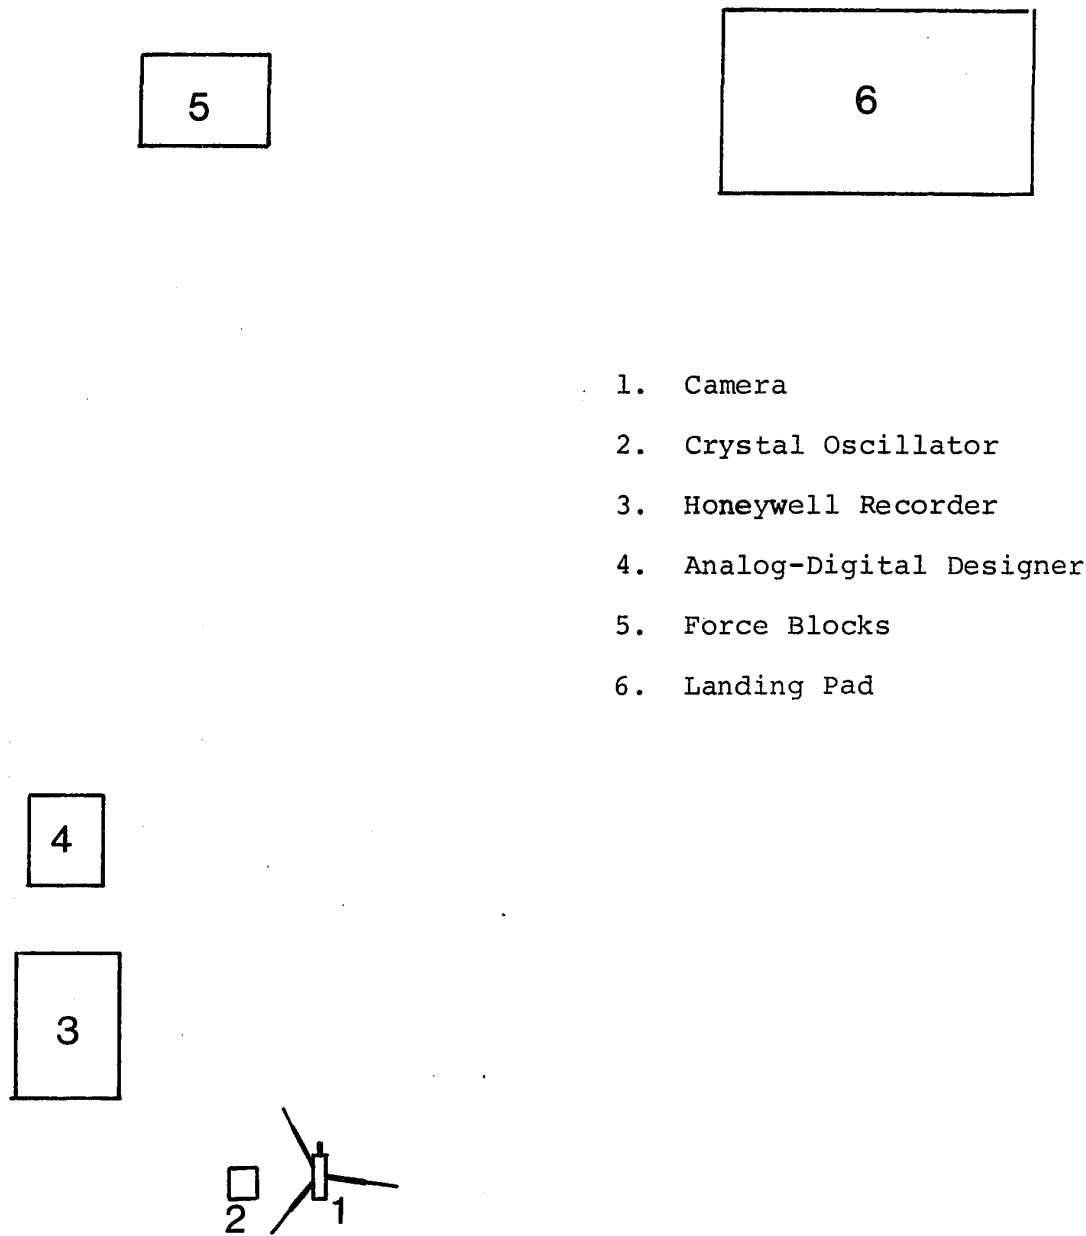 5
6
1. Camera
2. Crystal Oscillator
3. Honeywell Recorder
4. Analog-Digital Designer
5. Force Blocks
6. Landing Pad
4
3
2
1